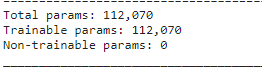 Total params: 112,070
Trainable params: 112,070
Non-trainable params: 0